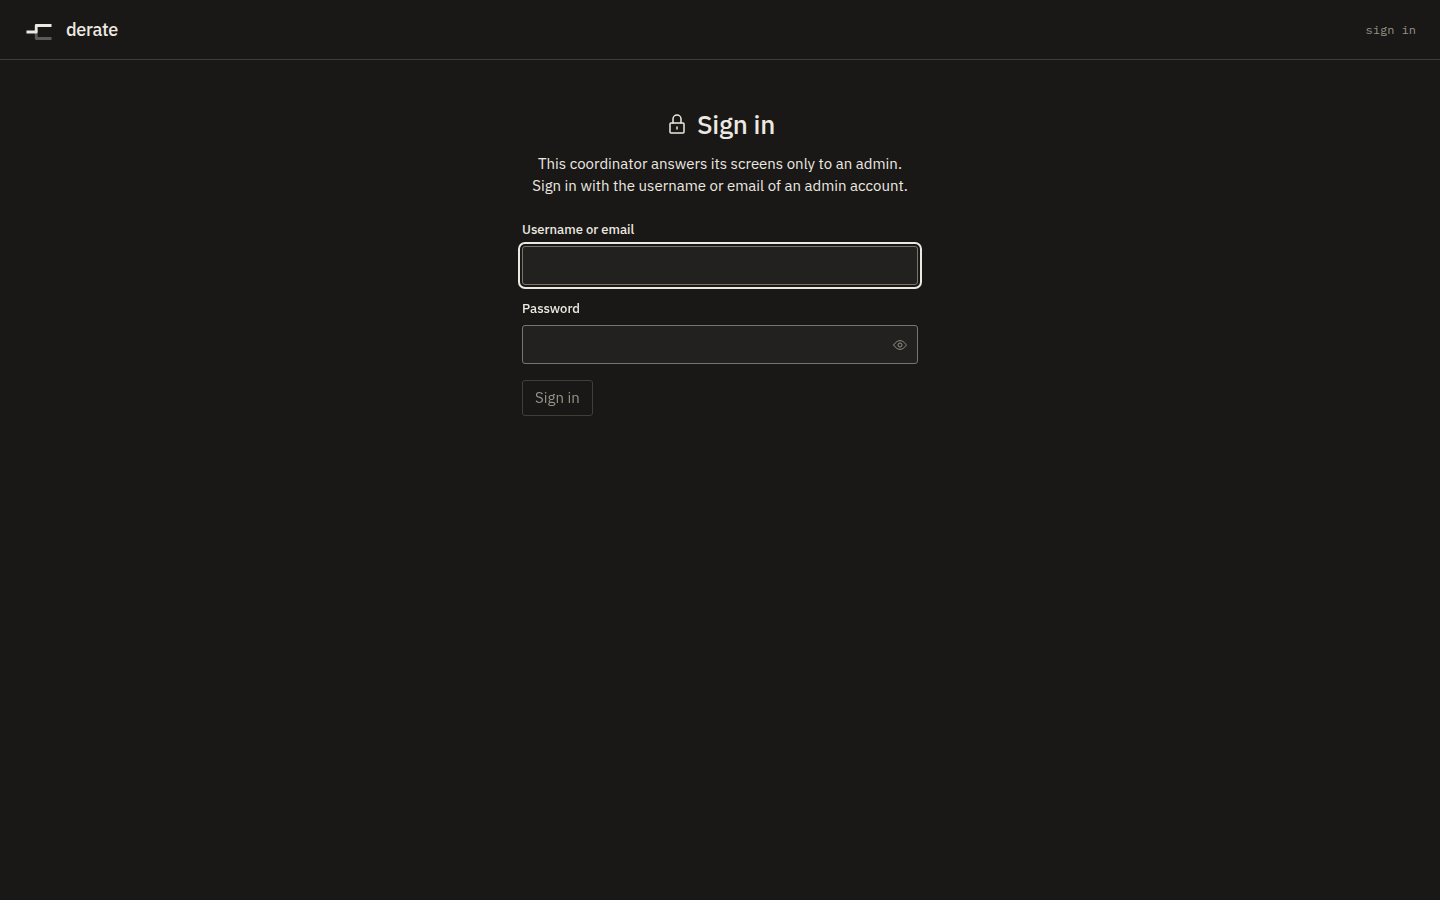 derate
sign in
Sign in
This coordinator answers its screens only to an admin.
Sign in with the username or email of an admin account.
Username or email
Password
Sign in